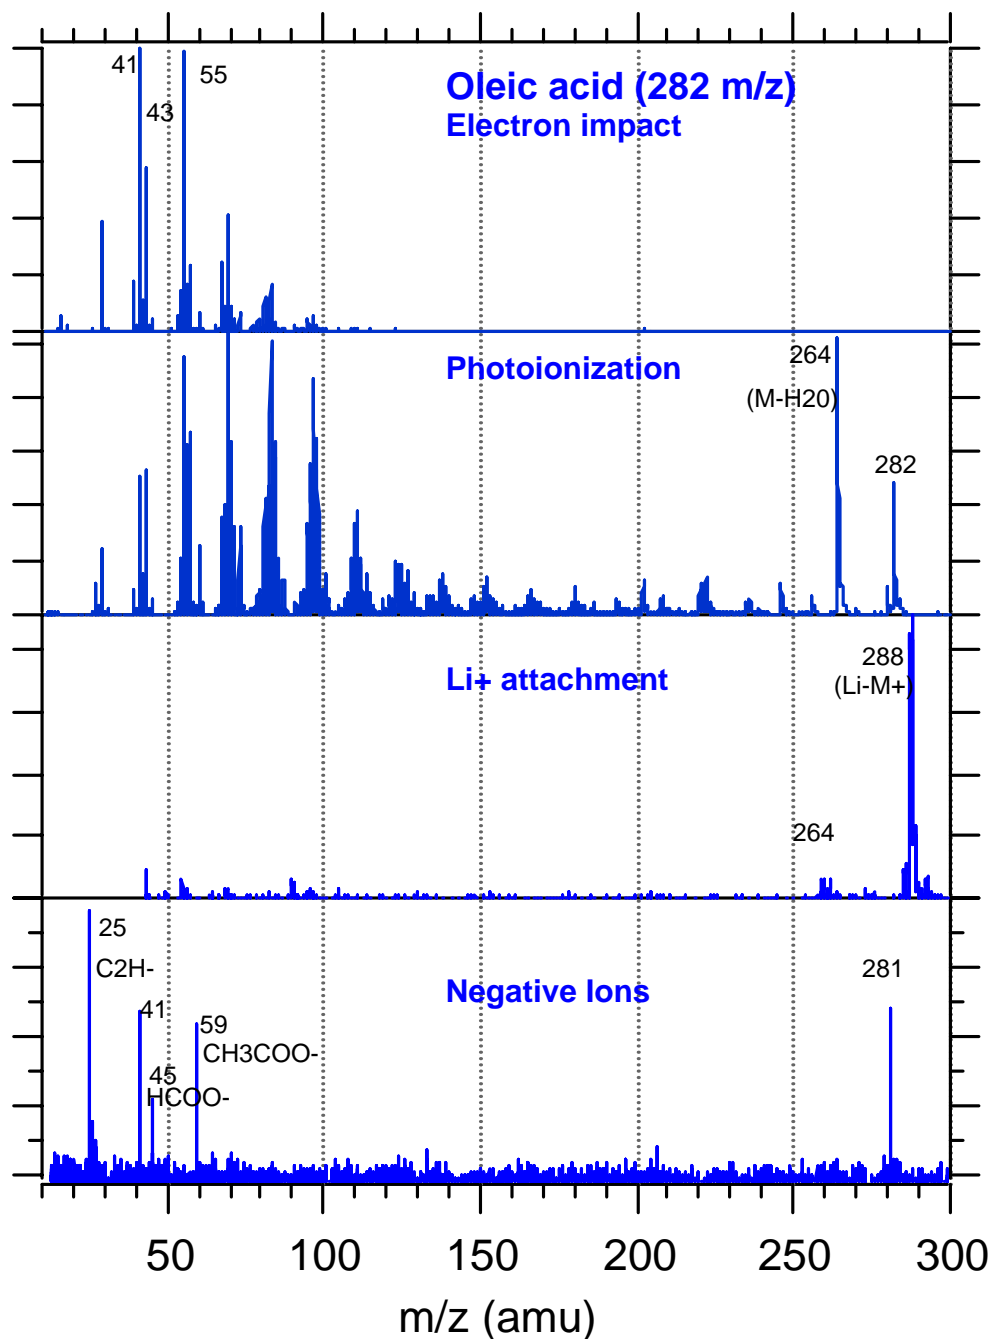 41
43
55
Oleic acid (282 m/z)
Electron impact
Photoionization
264
(M-H20)
282
Li+ attachment
288
(Li-M+)
264
25
C2H-
41
45
HCOO-
59
CH3COO-
Negative Ions
281
50 100 150 200 250 300
m/z (amu)